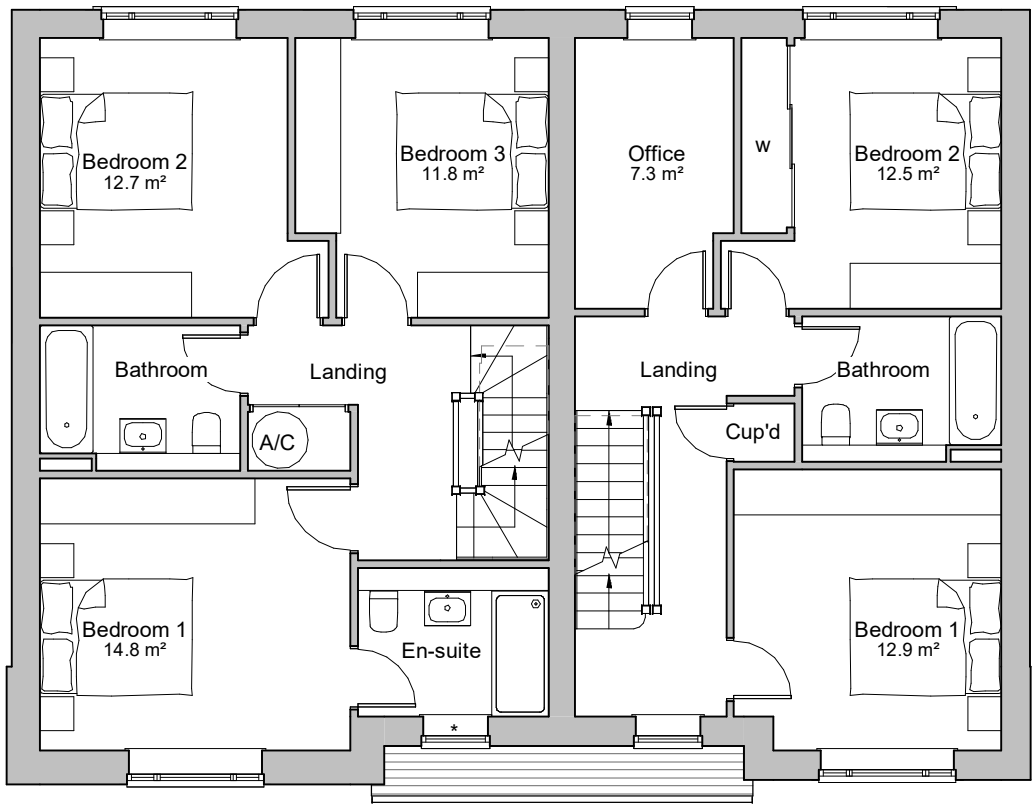 Bedroom 2
12.7 m²
Bedroom 3
11.8 m²
Office
7.3 m²
w
Bedroom 2
12.5 m²
Bathroom
Landing
Landing
Bathroom
A/C
Cup'd
Bedroom 1
14.8 m²
En-suite
Bedroom 1
12.9 m²
*